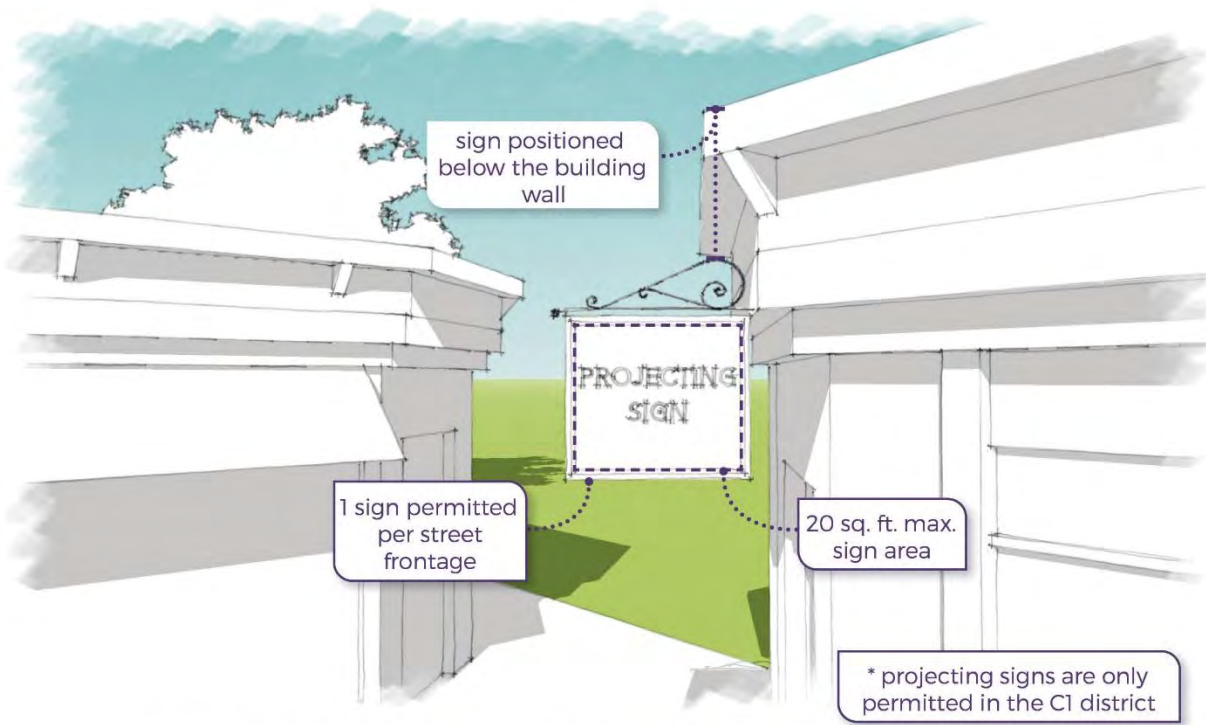 sign positioned
below the building
wall
PROJECTING
SIGN
1 sign permitted
per street
frontage
20 sq. ft. max.
sign area
* projecting signs are only
permitted in the C1 district